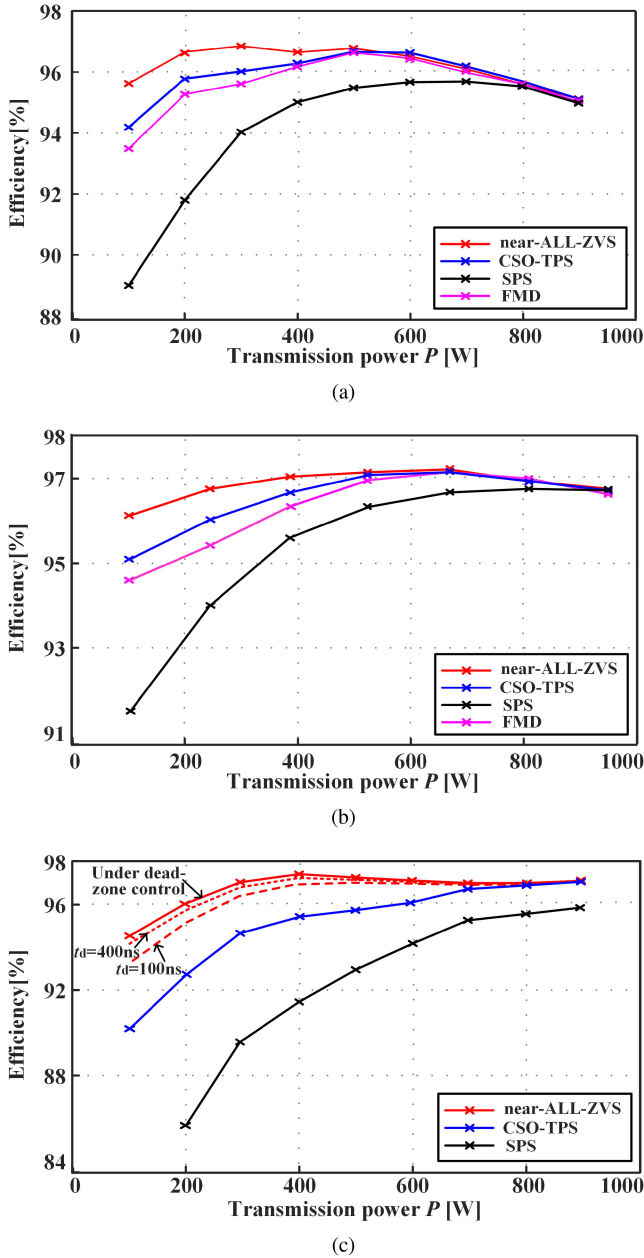 98
96
94
92
90
88
Efficiency[%]
near-ALL-ZVS
CSO-TPS
SPS
FMD
0 200 400 600 800 1000
Transmission power P [W]
(a)
98
97
95
93
91
Efficiency[%]
near-ALL-ZVS
CSO-TPS
SPS
FMD
0 200 400 600 800 1000
Transmission power P [W]
(b)
98
96
92
88
84
Efficiency[%]
Under dead-
zone control
td=400ns
td=100ns
near-ALL-ZVS
CSO-TPS
SPS
0 200 400 600 800 1000
Transmission power P [W]
(c)